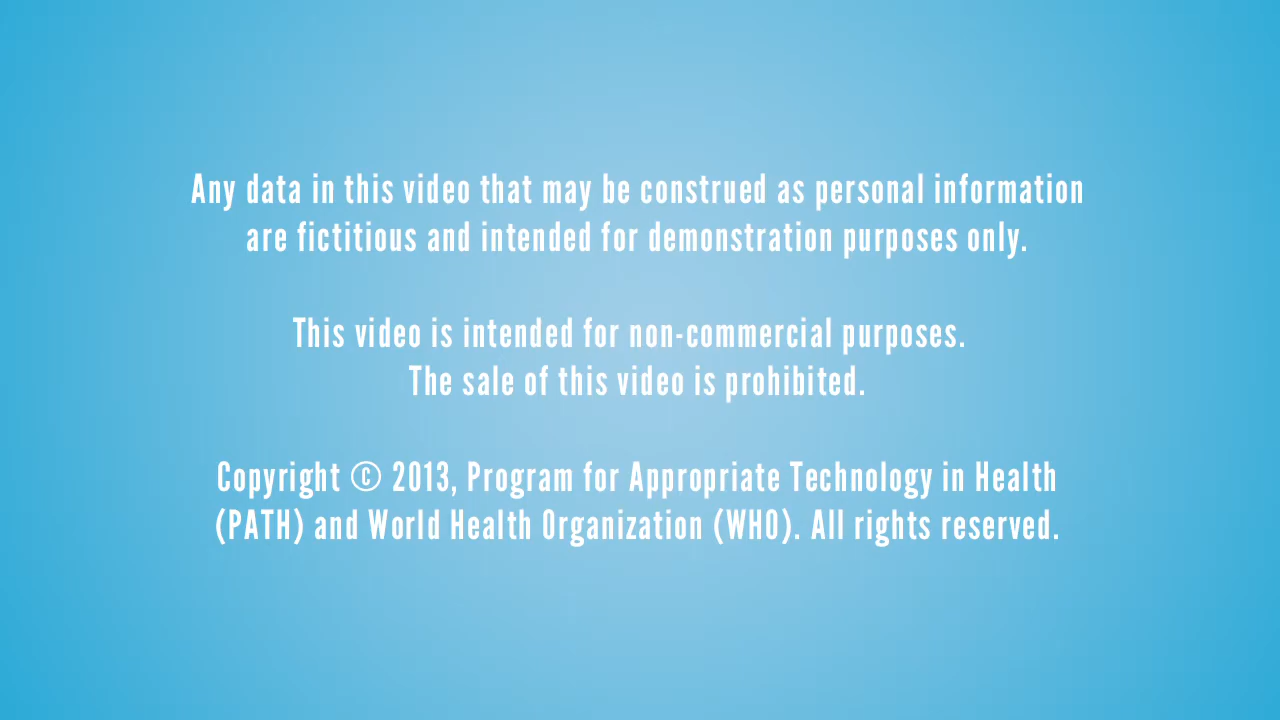 Any data in this video that may be construed as personal information
are fictitious and intended for demonstration purposes only.
This video is intended for non-commercial purposes.
The sale of this video is prohibited.
Copyright © 2013, Program for Appropriate Technology in Health
(PATH) and World Health Organization (WHO). All rights reserved.